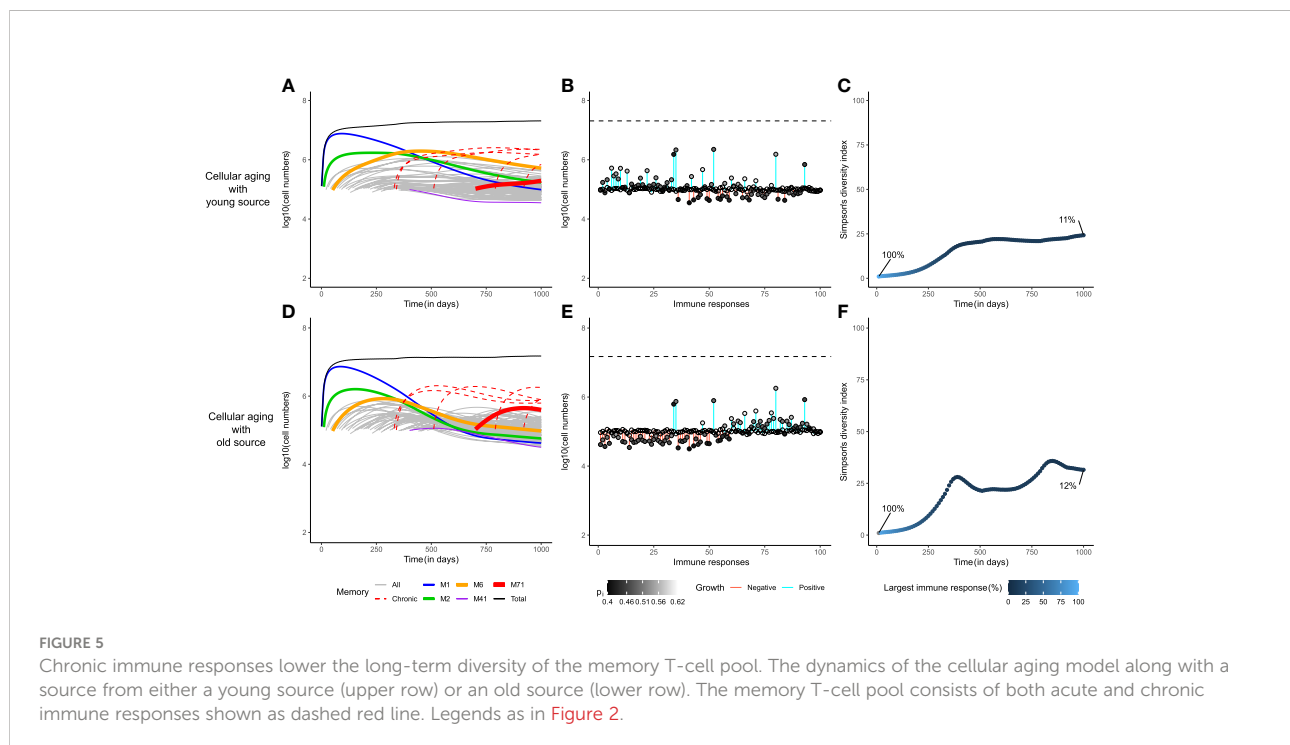 A
B
C
Cellular aging
with
young source
log10(cell numbers)
8
6
4
2
0
250
500
750
1000
Time(in days)
log10(cell numbers)
8
6
4
2
0
25
50
75
100
Immune responses
Simpson's diversity index
100
75
50
25
0
100%
11%
0
250
500
750
1000
Time(in days)
D
E
F
Cellular aging
with
old source
log10(cell numbers)
8
6
4
2
0
250
500
750
1000
Time(in days)
log10(cell numbers)
8
6
4
2
0
25
50
75
100
Immune responses
Simpson's diversity index
100
75
50
25
0
100%
12%
0
250
500
750
1000
Time(in days)
Memory
All M1 M6 M71
Chronic M2 M41 Total
pi
0.4 0.46 0.51 0.56 0.62
Growth Negative Positive
Largest immune response(%)
0 25 50 75 100
FIGURE 5
Chronic immune responses lower the long-term diversity of the memory T-cell pool. The dynamics of the cellular aging model along with a
source from either a young source (upper row) or an old source (lower row). The memory T-cell pool consists of both acute and chronic
immune responses shown as dashed red line. Legends as in Figure 2.